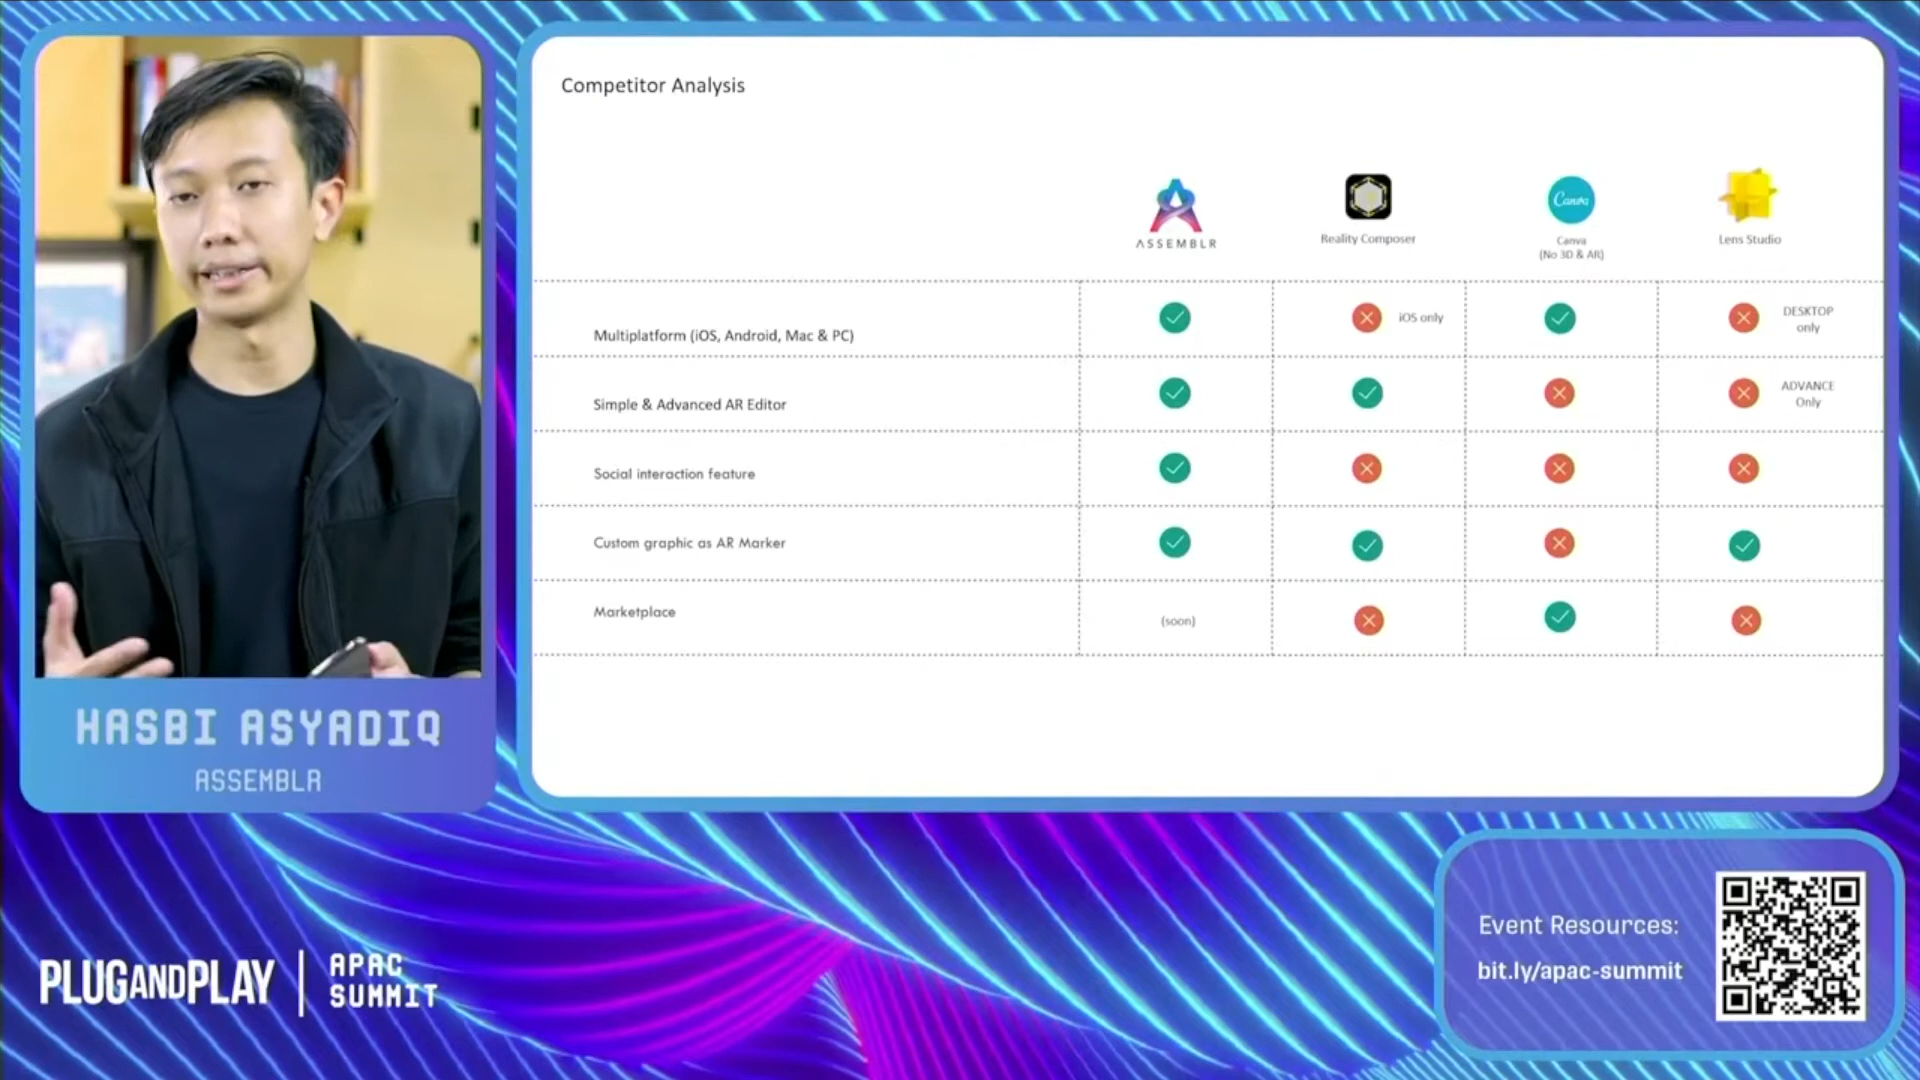 Competitor Analysis
ASSEMBLR
Reality Composer
Canva
Canva
(No 3D & AR)
Lens Studio
Multiplatform (iOS, Android, Mac & PC)
iOS only
DESKTOP
only
Simple & Advanced AR Editor
ADVANCE
Only
Social interaction feature
Custom graphic as AR Marker
Marketplace
(soon)
HASBI ASYADIQ
ASSEMBLR
PLUGANDPLAY
APAC
SUMMIT
Event Resources:
bit.ly/apac-summit